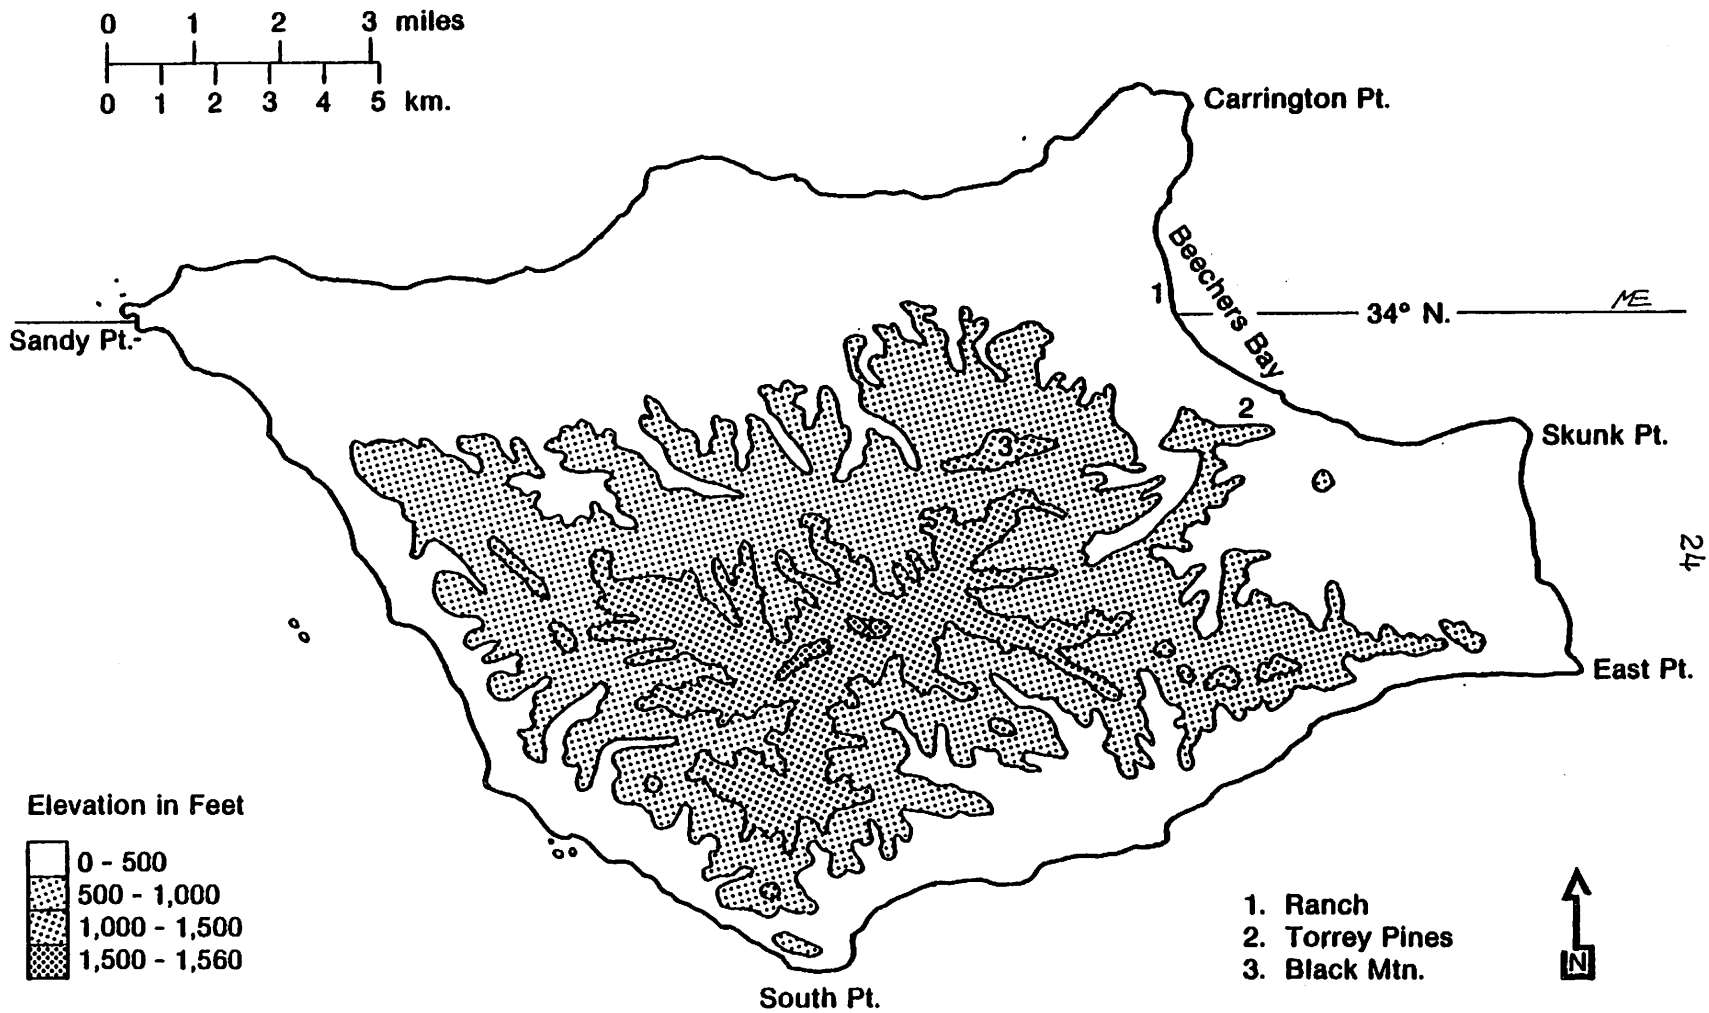 0 1 2 3 miles
0 1 2 3 4 5 km.
Carrington Pt.
Beechers Bay
1
34° N.
ME
Sandy Pt.
2
Skunk Pt.
3
24
East Pt.
Elevation in Feet
0 - 500
500 - 1,000
1,000 - 1,500
1,500 - 1,560
1. Ranch
2. Torrey Pines
3. Black Mtn.
N
South Pt.